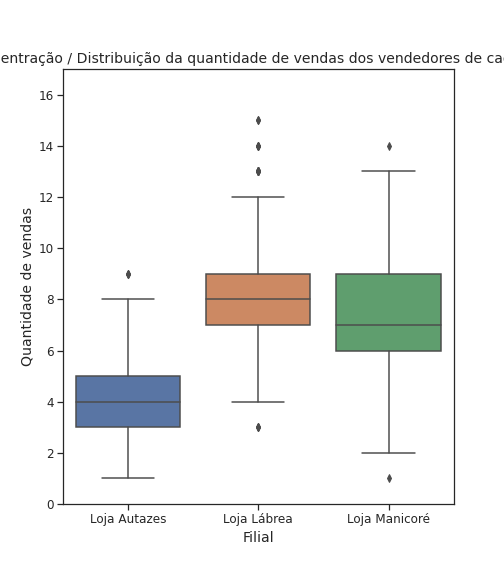 entração / Distribuição da quantidade de vendas dos vendedores de ca
16
14
12
10
8
6
4
2
0
Quantidade de vendas
Loja Autazes Loja Lábrea Loja Manicoré
Filial